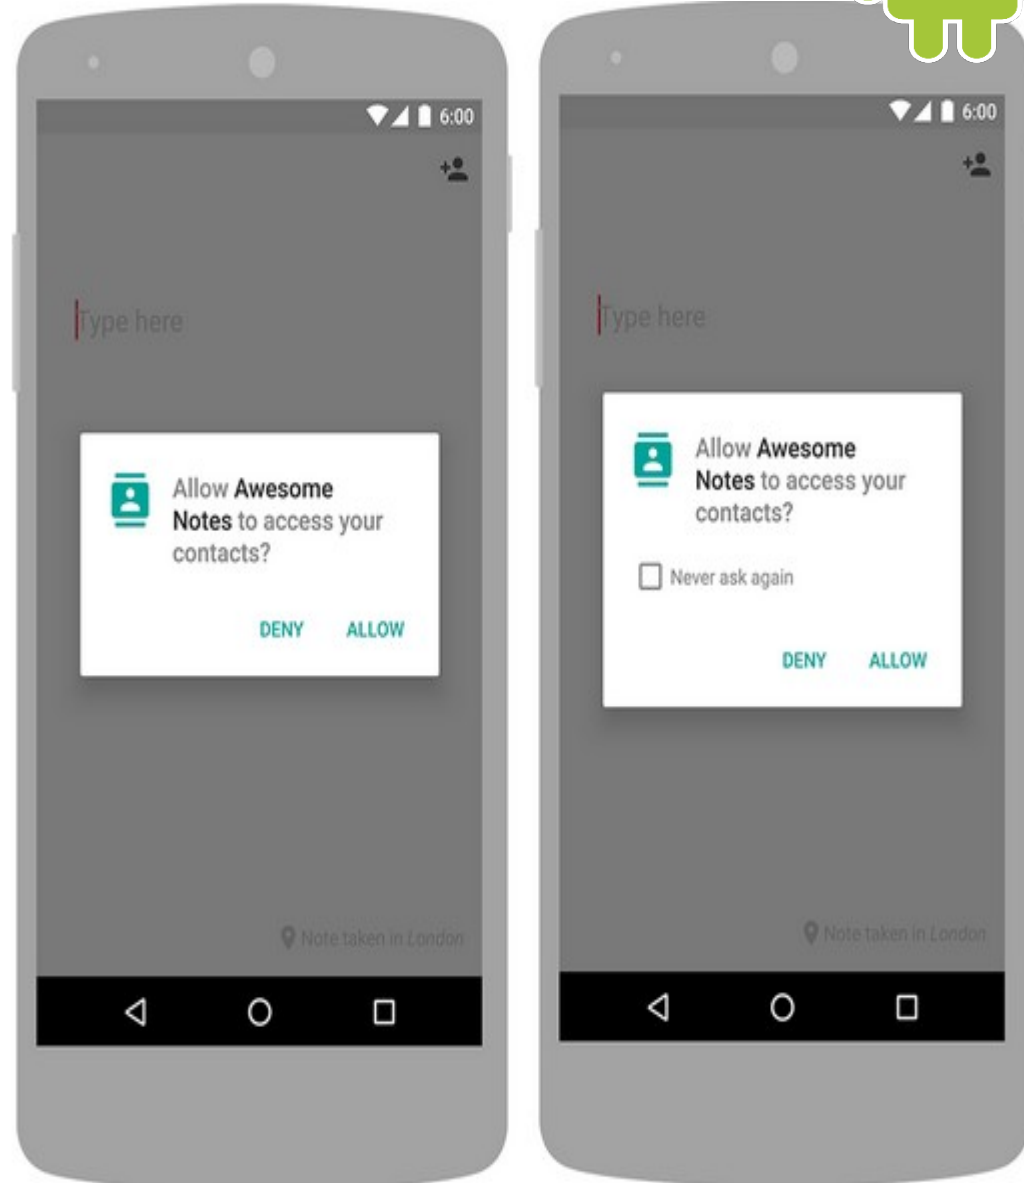 6:00
Type here
Allow Awesome
Notes to access your
contacts?
DENY ALLOW
Note taken in London
6:00
Type here
Allow Awesome
Notes to access your
contacts?
Never ask again
DENY ALLOW
Note taken in London